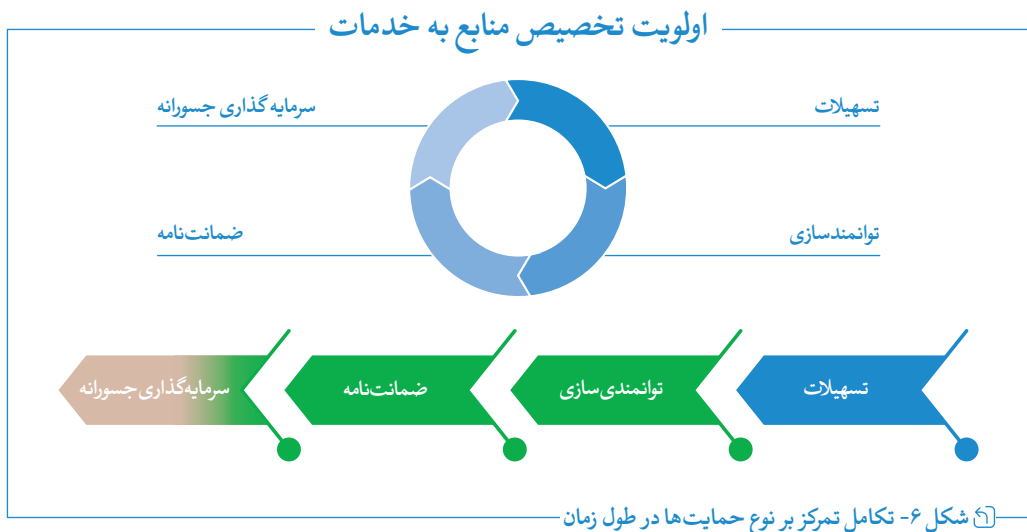 اولویت تخصیص منابع به خدمات
تسهیلات
سرمایه گذاری جسورانه
توانمندسازی
ضمانت‌نامه
تسهیلات
توانمندی‌سازی
ضمانت‌نامه
سرمایه‌گذاری‌جسورانه
شکل ۶- تکامل تمرکز بر نوع حمایت‌ها در طول زمان